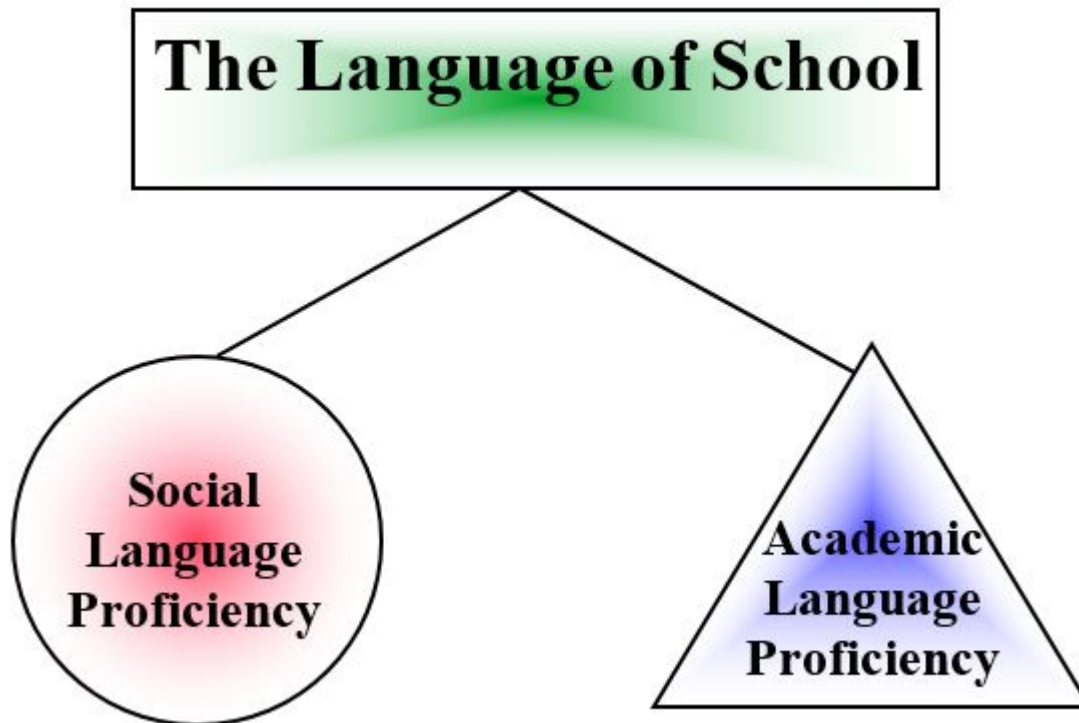 The Language of School
Social
Language
Proficiency
Academic
Language
Proficiency